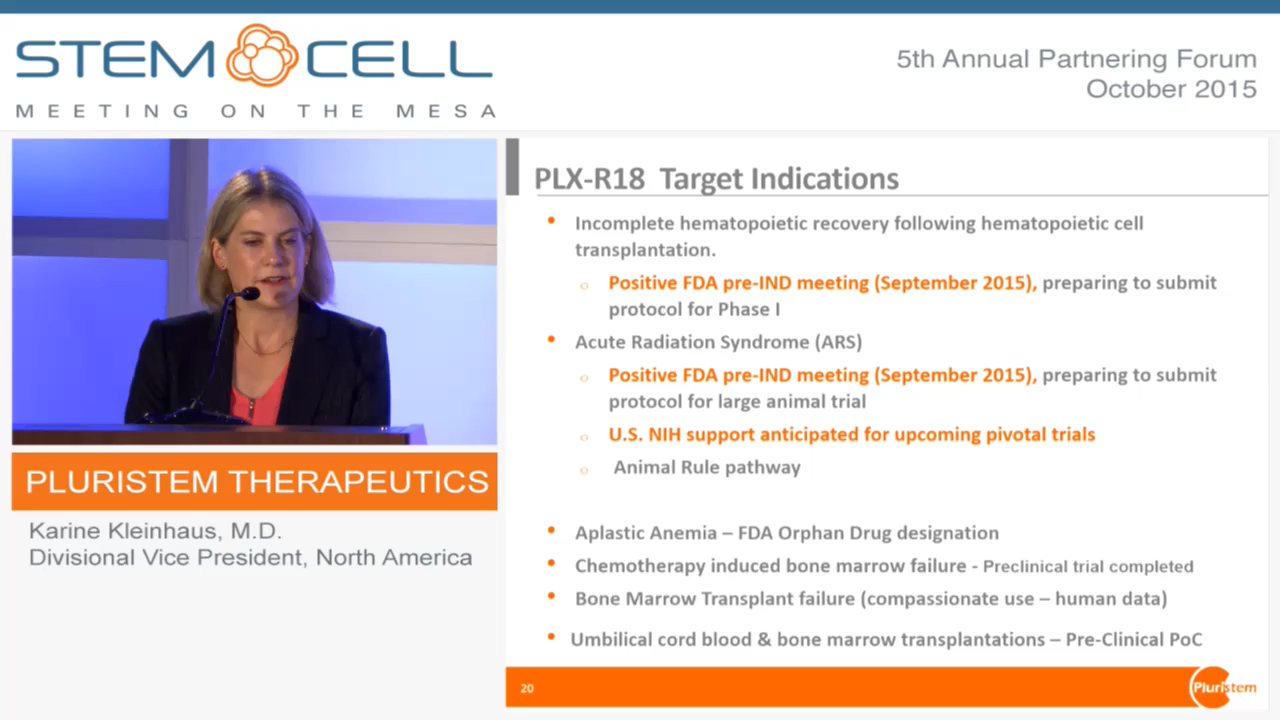 STEM CELL
MEETING ON THE MESA
5th Annual Partnering Forum
October 2015
PLURISTEM THERAPEUTICS
Karine Kleinhaus, M.D.
Divisional Vice President, North America
PLX-R18 Target Indications
• Incomplete hematopoietic recovery following hematopoietic cell
transplantation.
o Positive FDA pre-IND meeting (September 2015), preparing to submit
protocol for Phase I
• Acute Radiation Syndrome (ARS)
o Positive FDA pre-IND meeting (September 2015), preparing to submit
protocol for large animal trial
o U.S. NIH support anticipated for upcoming pivotal trials
o Animal Rule pathway
• Aplastic Anemia – FDA Orphan Drug designation
• Chemotherapy induced bone marrow failure - Preclinical trial completed
• Bone Marrow Transplant failure (compassionate use – human data)
• Umbilical cord blood & bone marrow transplantations – Pre-Clinical PoC
20
Pluristem